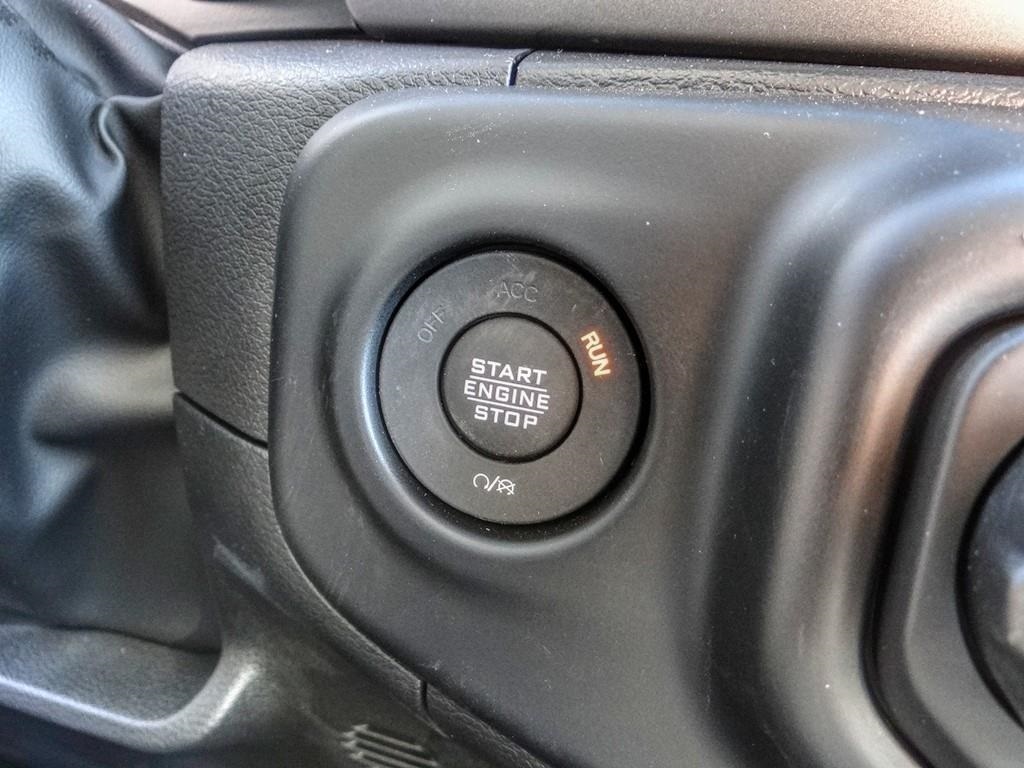 OFF
ACC
RUN
START
ENGINE
STOP